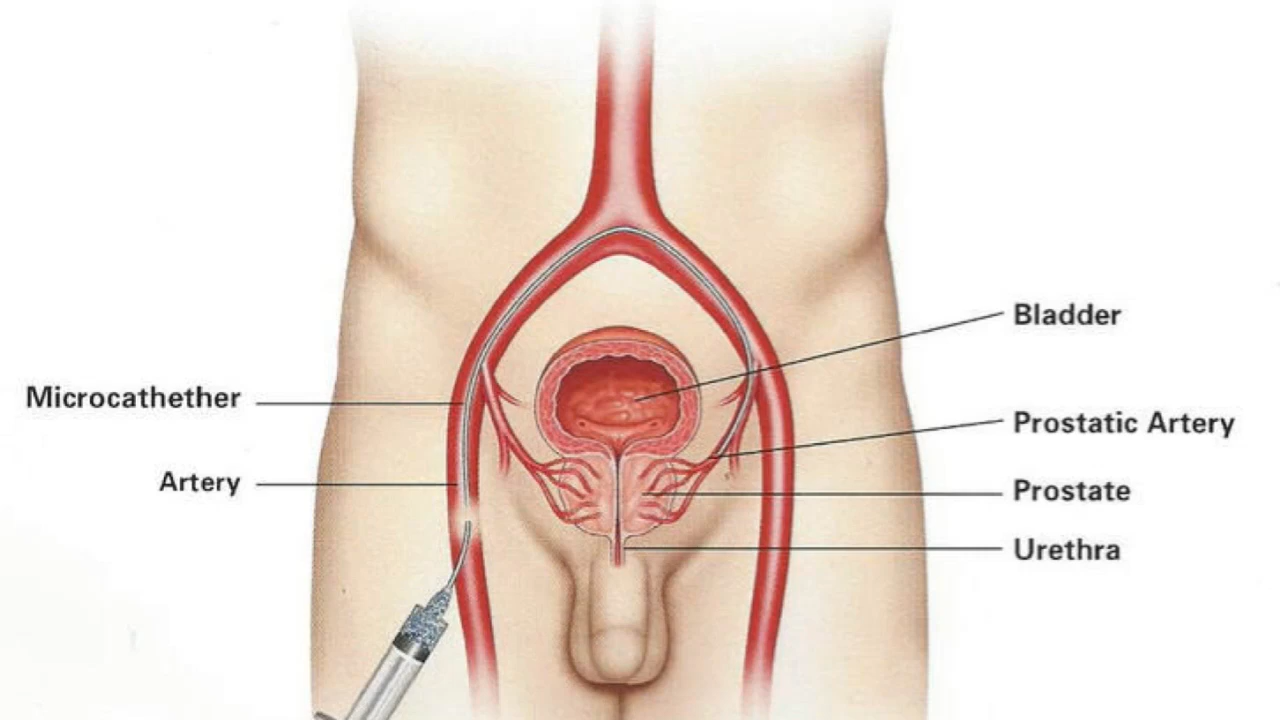 Bladder
Microcathether
Prostatic Artery
Artery
Prostate
Urethra